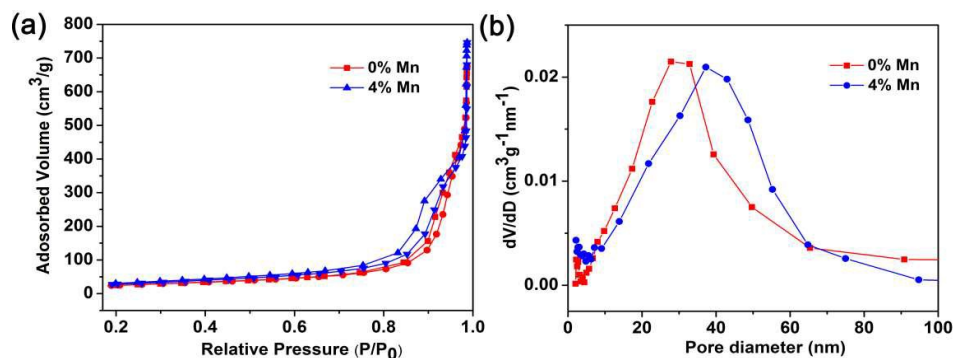 (a)
800
700
600
500
400
300
200
100
0
Adosorbed Volume (cm³/g)
0% Mn
4% Mn
0.2 0.4 0.6 0.8 1.0
Relative Pressure (P/P₀)
(b)
0.02
0.01
0.00
dV/dD (cm³g⁻¹nm⁻¹)
0% Mn
4% Mn
0 20 40 60 80 100
Pore diameter (nm)